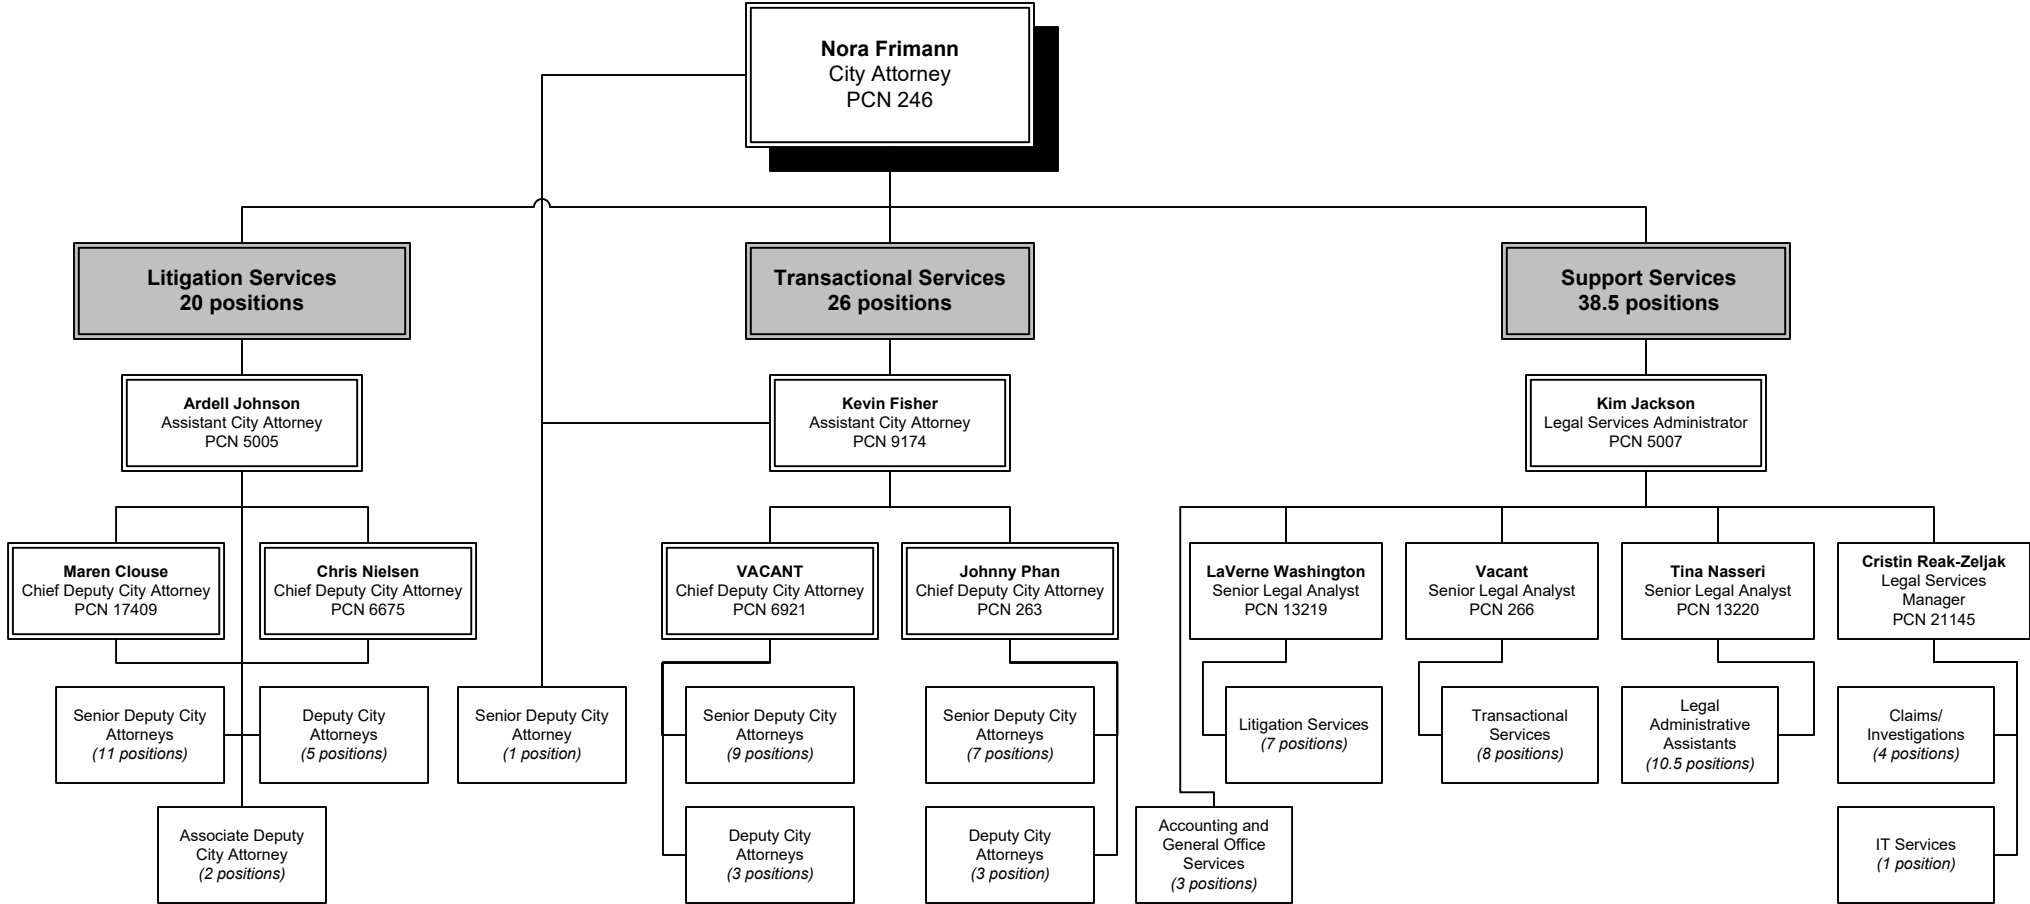 Nora Frimann
City Attorney
PCN 246
Litigation Services
20 positions
Transactional Services
26 positions
Support Services
38.5 positions
Ardell Johnson
Assistant City Attorney
PCN 5005
Kevin Fisher
Assistant City Attorney
PCN 9174
Kim Jackson
Legal Services Administrator
PCN 5007
Maren Clouse
Chief Deputy City Attorney
PCN 17409
Chris Nielsen
Chief Deputy City Attorney
PCN 6675
VACANT
Chief Deputy City Attorney
PCN 6921
Johnny Phan
Chief Deputy City Attorney
PCN 263
LaVerne Washington
Senior Legal Analyst
PCN 13219
Vacant
Senior Legal Analyst
PCN 266
Tina Nasseri
Senior Legal Analyst
PCN 13220
Cristin Reak-Zeljak
Legal Services
Manager
PCN 21145
Senior Deputy City
Attorneys
(11 positions)
Deputy City
Attorneys
(5 positions)
Senior Deputy City
Attorney
(1 position)
Senior Deputy City
Attorneys
(9 positions)
Senior Deputy City
Attorneys
(7 positions)
Litigation Services
(7 positions)
Transactional
Services
(8 positions)
Legal
Administrative
Assistants
(10.5 positions)
Claims/
Investigations
(4 positions)
Associate Deputy
City Attorney
(2 positions)
Deputy City
Attorneys
(3 positions)
Deputy City
Attorneys
(3 position)
Accounting and
General Office
Services
(3 positions)
IT Services
(1 position)